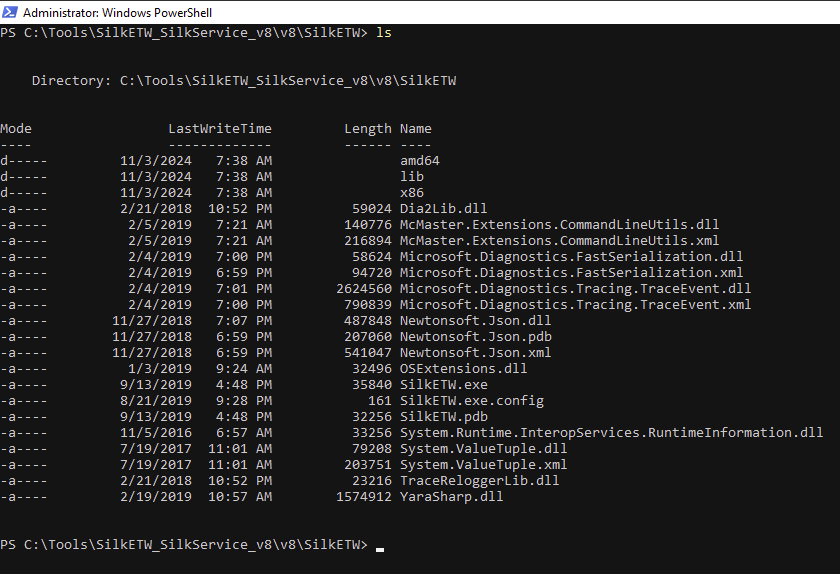 Administrator: Windows PowerShell
PS C:\Tools\SilkETW_SilkService_v8\v8\SilkETW> ls
    Directory: C:\Tools\SilkETW_SilkService_v8\v8\SilkETW
Mode                 LastWriteTime         Length Name
----                 -------------         ------ ----
d-----         11/3/2024   7:38 AM                amd64
d-----         11/3/2024   7:38 AM                lib
d-----         11/3/2024   7:38 AM                x86
-a----         2/21/2018  10:52 PM          59024 Dia2Lib.dll
-a----          2/5/2019   7:21 AM         140776 McMaster.Extensions.CommandLineUtils.dll
-a----          2/5/2019   7:21 AM         216894 McMaster.Extensions.CommandLineUtils.xml
-a----          2/4/2019   7:00 PM          58624 Microsoft.Diagnostics.FastSerialization.dll
-a----          2/4/2019   6:59 PM          94720 Microsoft.Diagnostics.FastSerialization.xml
-a----          2/4/2019   7:01 PM        2624560 Microsoft.Diagnostics.Tracing.TraceEvent.dll
-a----          2/4/2019   7:00 PM         790839 Microsoft.Diagnostics.Tracing.TraceEvent.xml
-a----        11/27/2018   7:07 PM         487848 Newtonsoft.Json.dll
-a----        11/27/2018   6:59 PM         207060 Newtonsoft.Json.pdb
-a----        11/27/2018   6:59 PM         541047 Newtonsoft.Json.xml
-a----          1/3/2019   9:24 AM          32496 OSExtensions.dll
-a----         9/13/2019   4:48 PM          35840 SilkETW.exe
-a----         8/21/2019   9:28 PM            161 SilkETW.exe.config
-a----         9/13/2019   4:48 PM          32256 SilkETW.pdb
-a----         11/5/2016   6:57 AM          33256 System.Runtime.InteropServices.RuntimeInformation.dll
-a----         7/19/2017  11:01 AM          79208 System.ValueTuple.dll
-a----         7/19/2017  11:01 AM         203751 System.ValueTuple.xml
-a----         2/21/2018  10:52 PM          23216 TraceReloggerLib.dll
-a----         2/19/2019  10:57 AM        1574912 YaraSharp.dll
PS C:\Tools\SilkETW_SilkService_v8\v8\SilkETW>